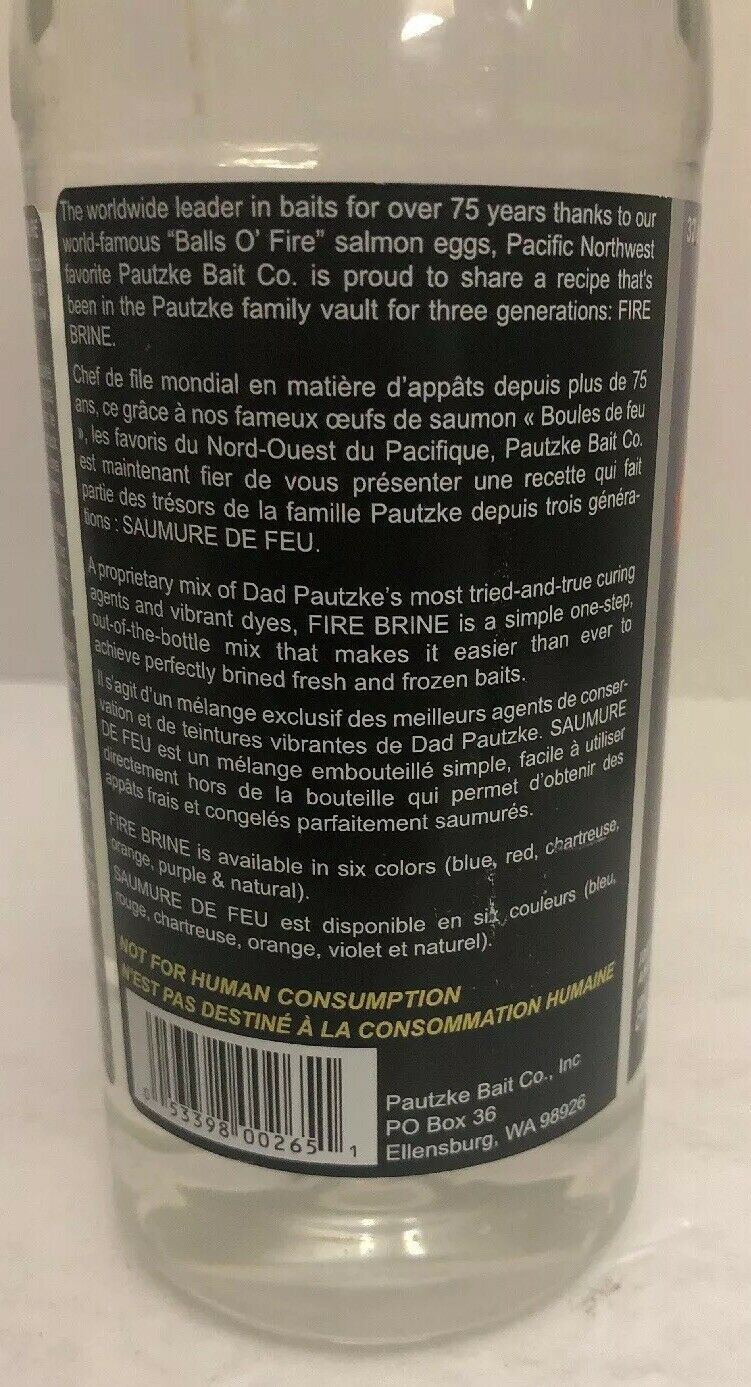 The worldwide leader in baits for over 75 years thanks to our
world-famous “Balls O’ Fire” salmon eggs, Pacific Northwest
favorite Pautzke Bait Co. is proud to share a recipe that's
been in the Pautzke family vault for three generations: FIRE
BRINE.
Chef de file mondial en matière d’appâts depuis plus de 75
ans, ce grâce à nos fameux œufs de saumon « Boules de feu
», les favoris du Nord-Ouest du Pacifique, Pautzke Bait Co.
est maintenant fier de vous présenter une recette qui fait
partie des trésors de la famille Pautzke depuis trois généra-
tions : SAUMURE DE FEU.
A proprietary mix of Dad Pautzke’s most tried-and-true curing
agents and vibrant dyes, FIRE BRINE is a simple one-step,
out-of-the-bottle mix that makes it easier than ever to
achieve perfectly brined fresh and frozen baits.
Il s’agit d’un mélange exclusif des meilleurs agents de conser-
vation et de teintures vibrantes de Dad Pautzke. SAUMURE
DE FEU est un mélange embouteillé simple, facile à utiliser
directement hors de la bouteille qui permet d’obtenir des
appâts frais et congelés parfaitement saumurés.
FIRE BRINE is available in six colors (blue, red, chartreuse,
orange, purple & natural).
SAUMURE DE FEU est disponible en six couleurs (bleu,
rouge, chartreuse, orange, violet et naturel).
NOT FOR HUMAN CONSUMPTION
N’EST PAS DESTINÉ À LA CONSOMMATION HUMAINE
Pautzke Bait Co., Inc
PO Box 36
Ellensburg, WA 98926
53398 00265 1